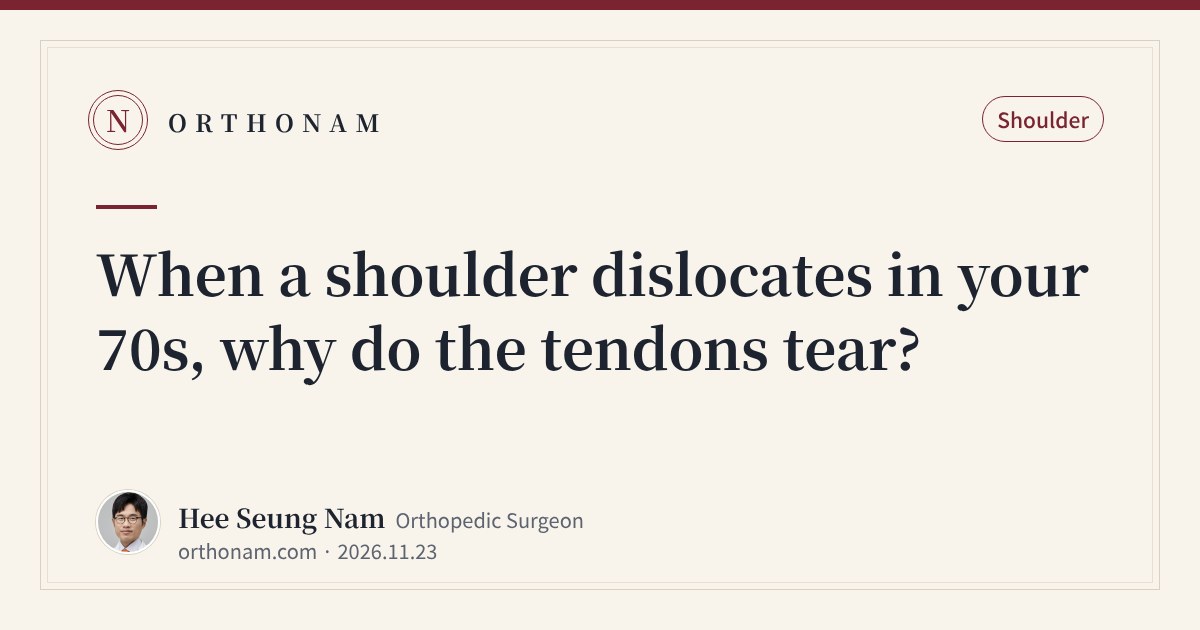 N ORTHONAM
Shoulder
When a shoulder dislocates in your
70s, why do the tendons tear?
Hee Seung Nam Orthopedic Surgeon
orthonam.com · 2026.11.23